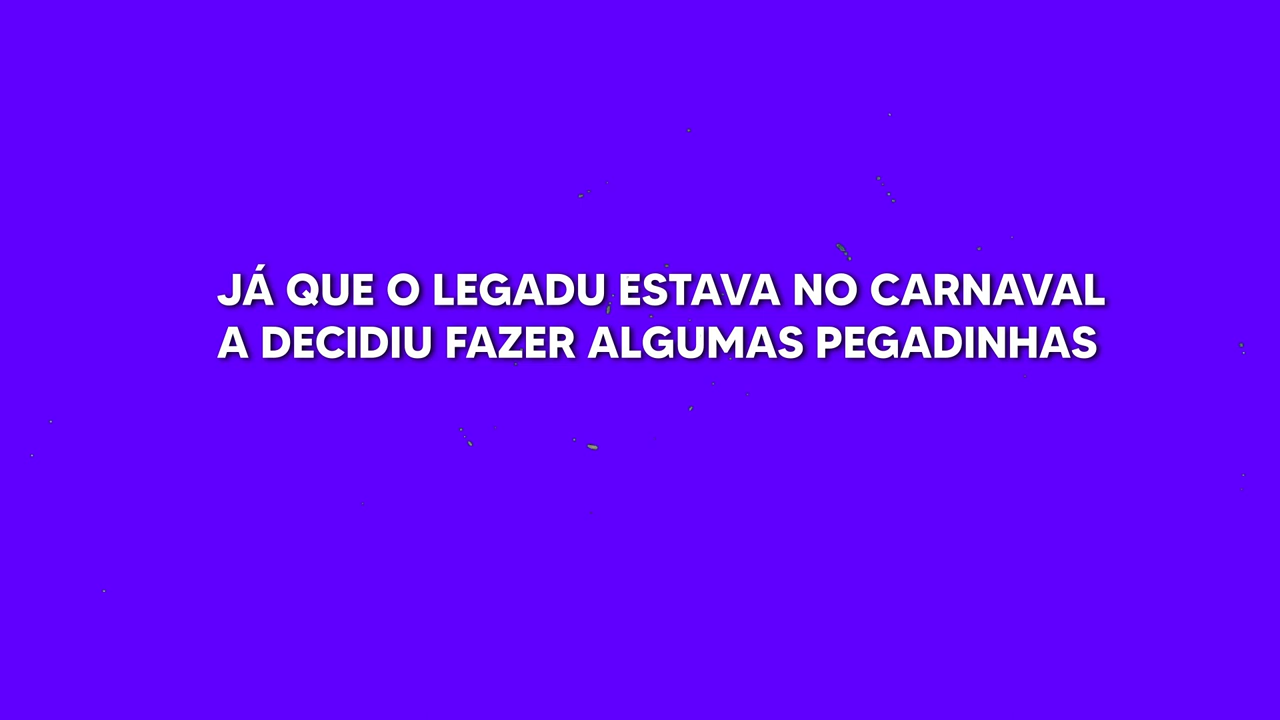 JÁ QUE O LEGADU ESTAVA NO CARNAVAL
A DECIDIU FAZER ALGUMAS PEGADINHAS